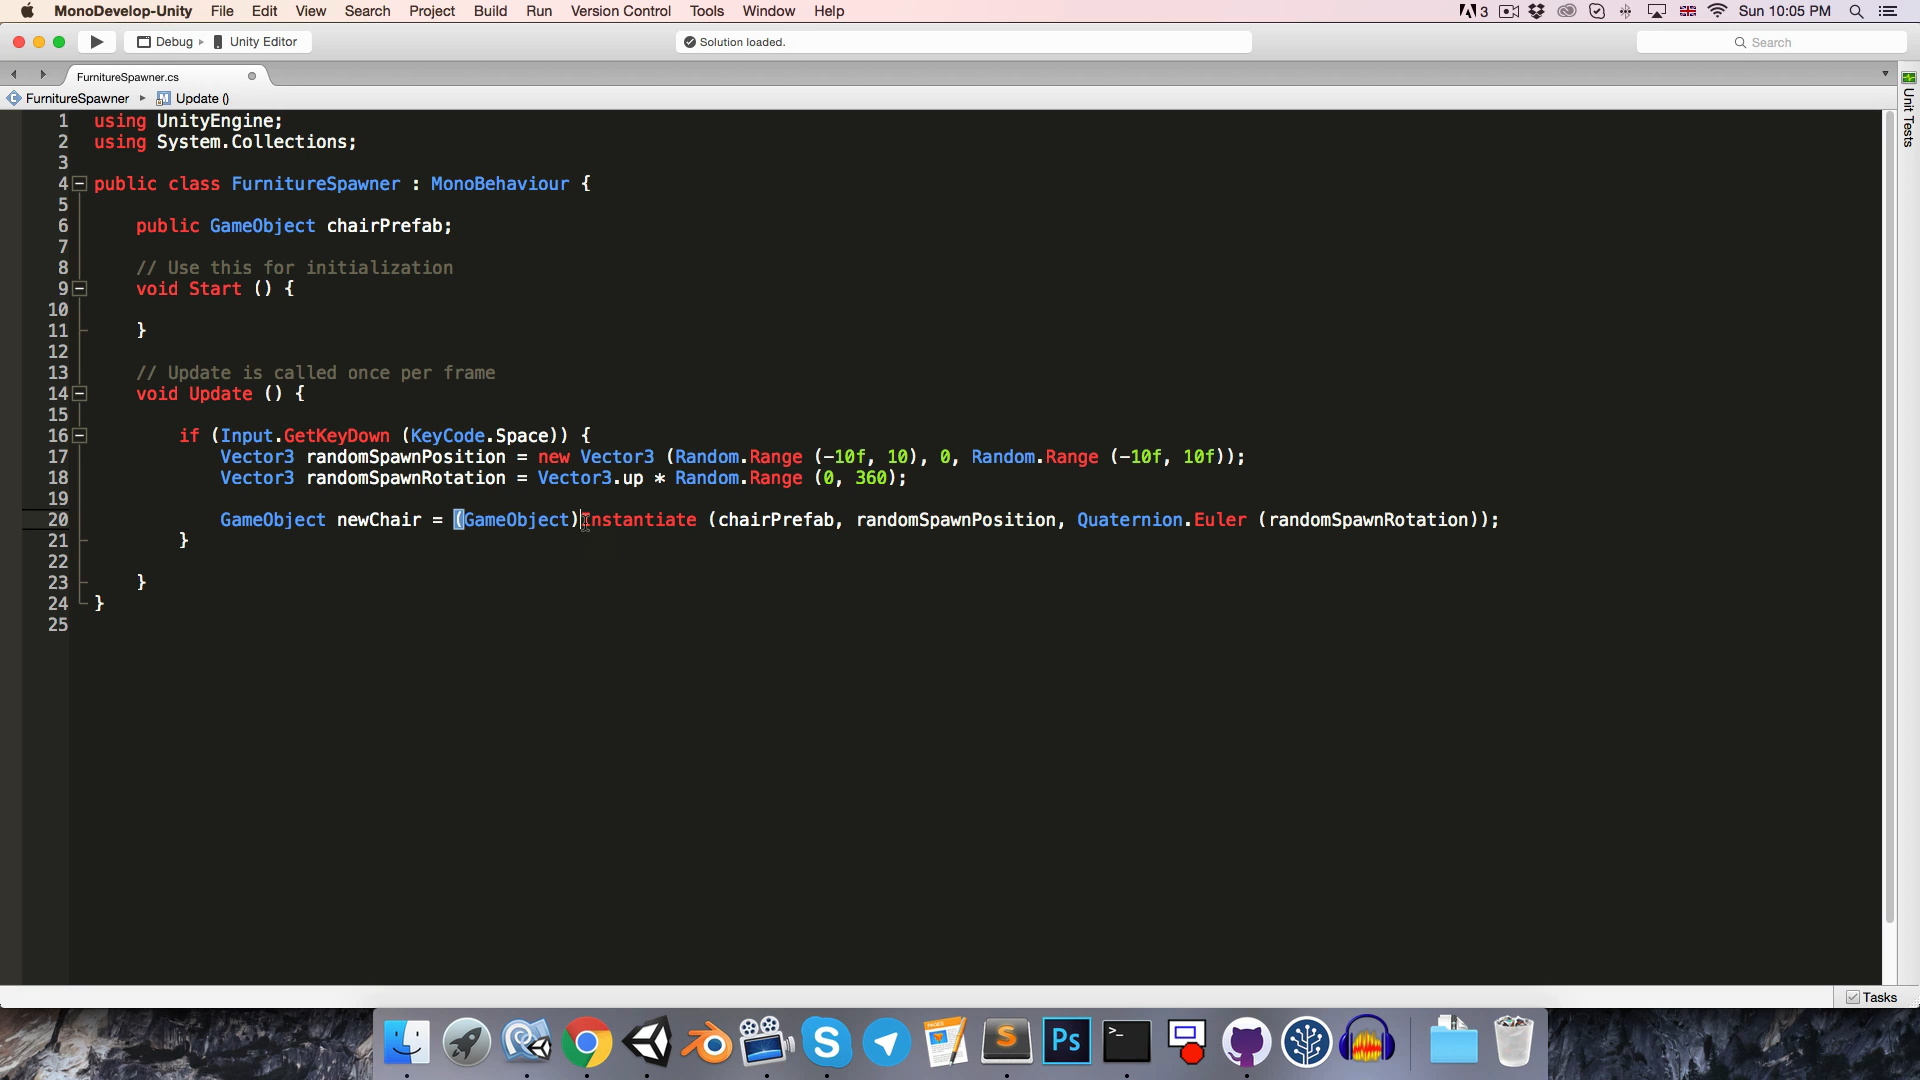 MonoDevelop-Unity File Edit View Search Project Build Run Version Control Tools Window Help 3 Sun 10:05 PM
Debug Unity Editor Solution loaded. Search
FurnitureSpawner.cs
FurnitureSpawner Update ()
Unit Tests
1 using UnityEngine;
2 using System.Collections;
3
4 public class FurnitureSpawner : MonoBehaviour {
5
6 public GameObject chairPrefab;
7
8 // Use this for initialization
9 void Start () {
10
11 }
12
13 // Update is called once per frame
14 void Update () {
15
16 if (Input.GetKeyDown (KeyCode.Space)) {
17 Vector3 randomSpawnPosition = new Vector3 (Random.Range (-10f, 10), 0, Random.Range (-10f, 10f));
18 Vector3 randomSpawnRotation = Vector3.up * Random.Range (0, 360);
19
20 GameObject newChair = (GameObject)Instantiate (chairPrefab, randomSpawnPosition, Quaternion.Euler (randomSpawnRotation));
21 }
22
23 }
24 }
25
Tasks
PAGES
S
S
Ps
>_